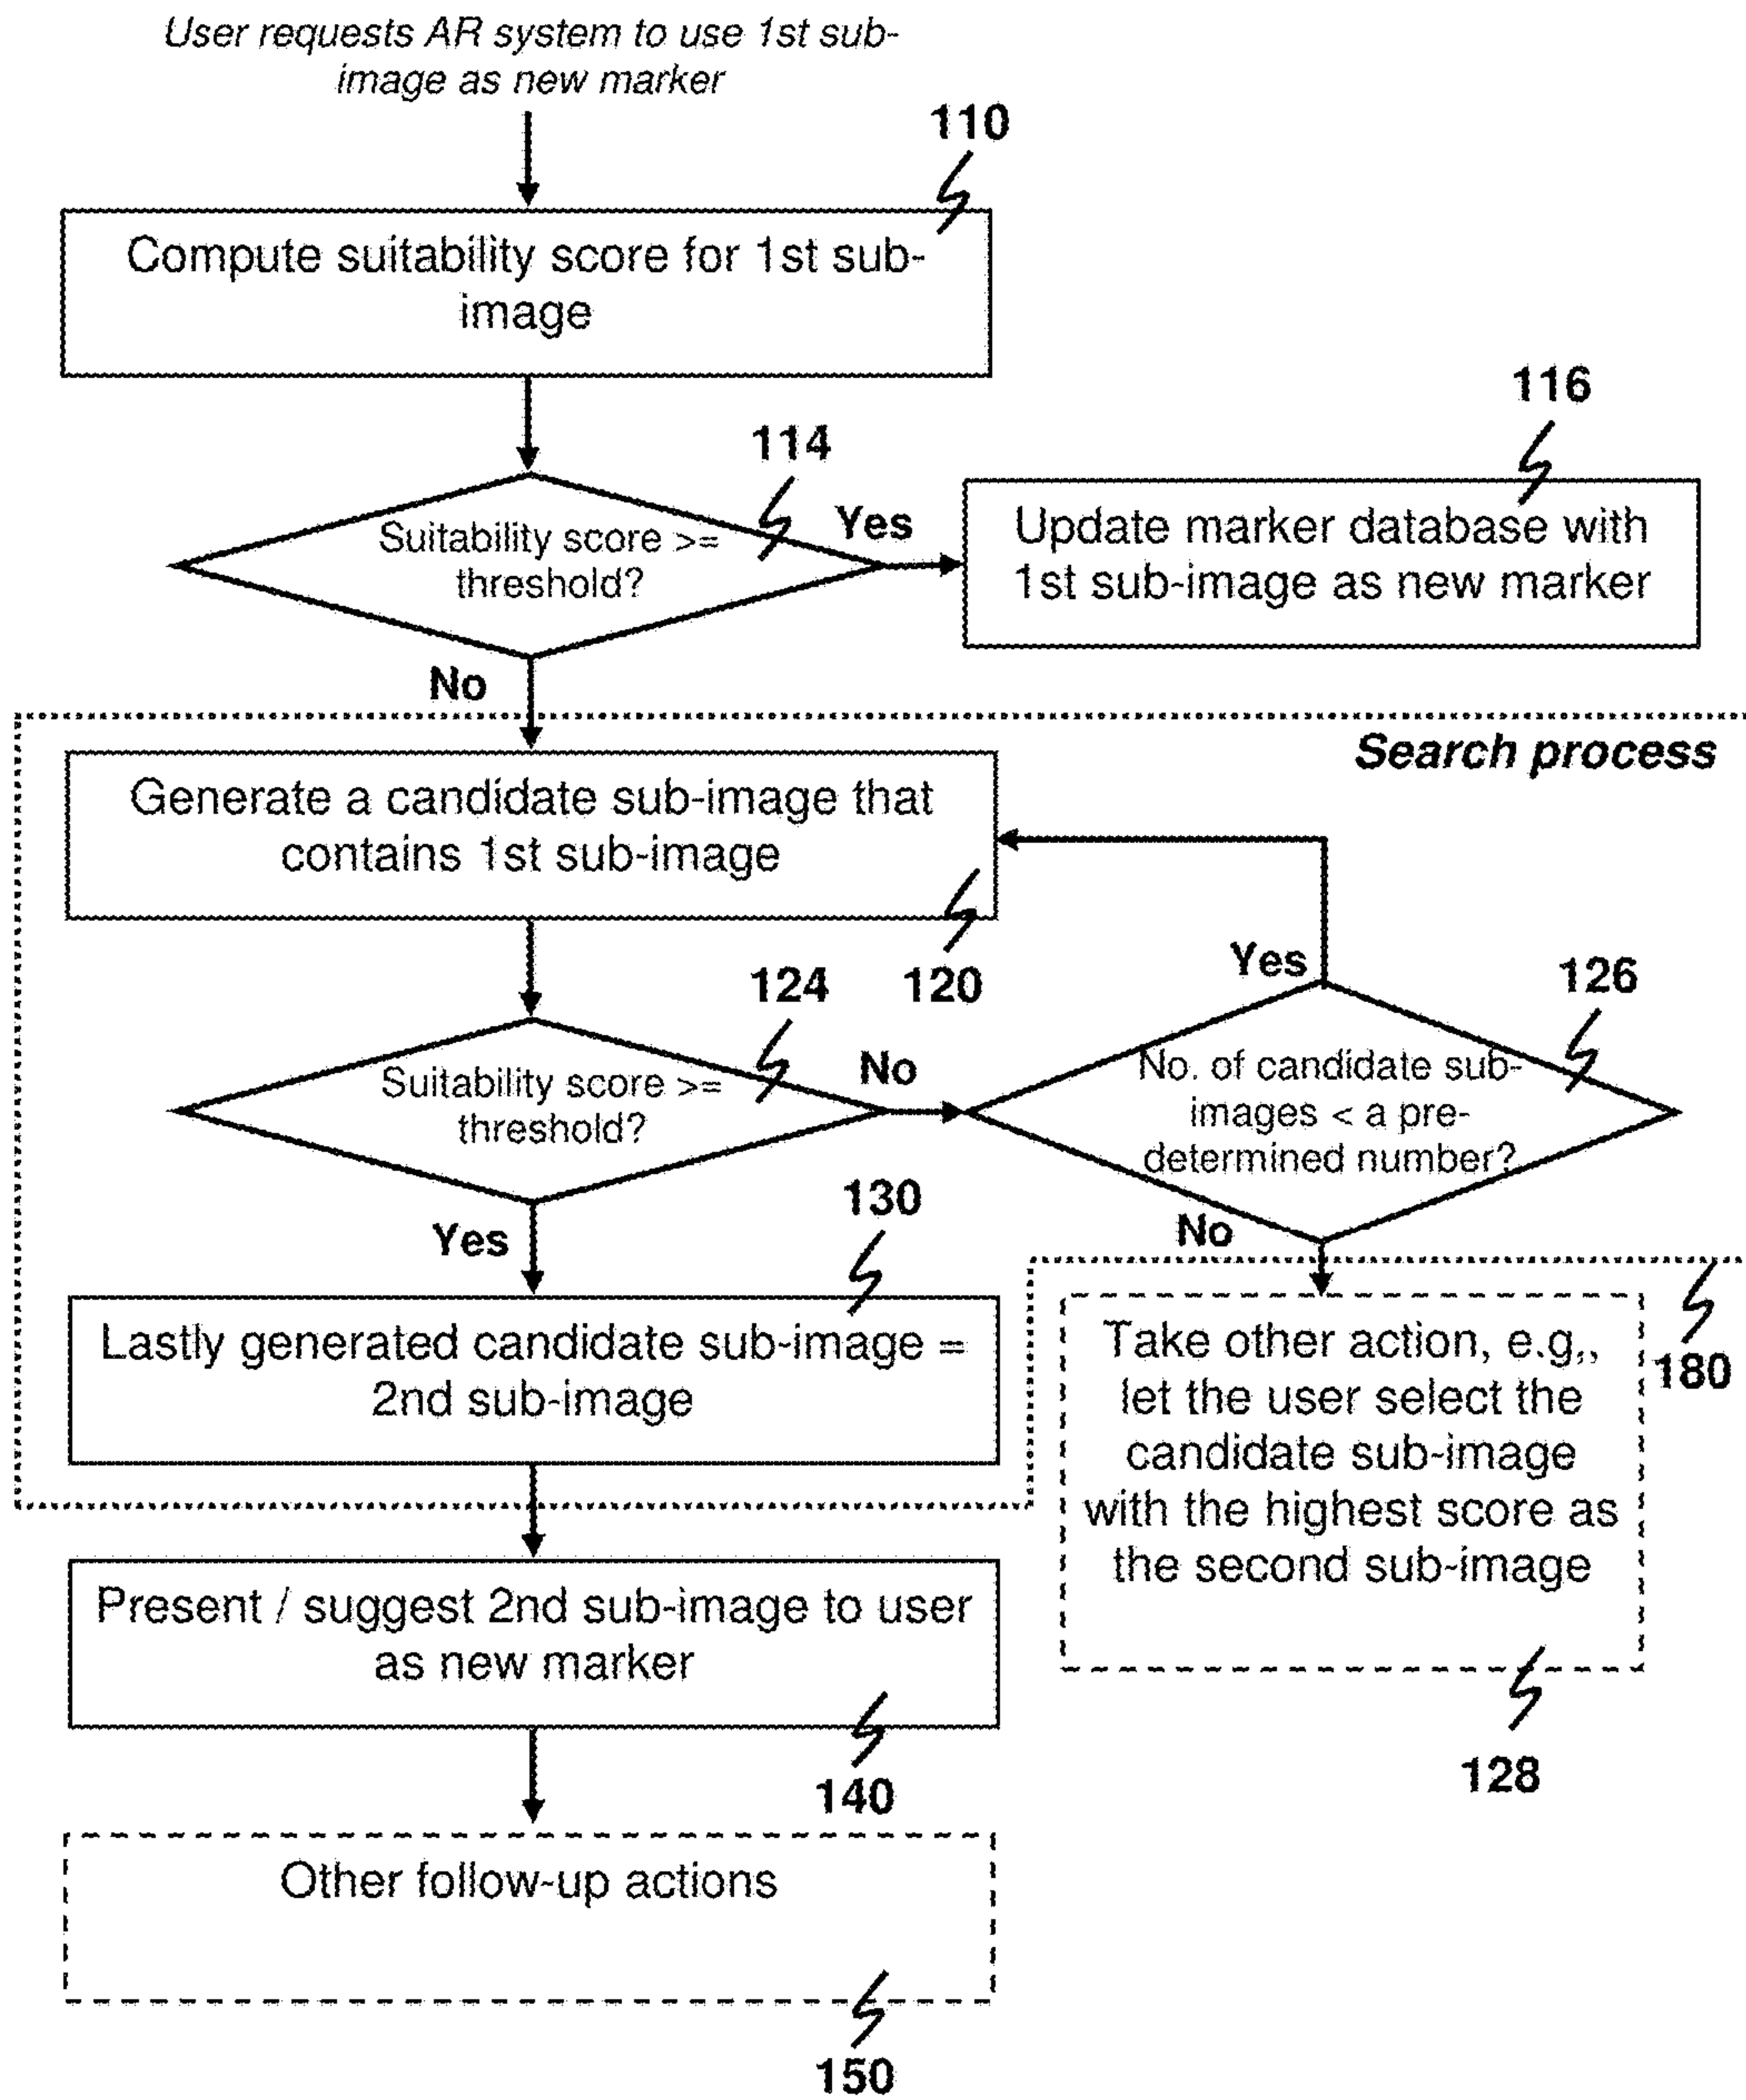 User requests AR system to use 1st sub-
image as new marker
110
Compute suitability score for 1st sub-
image
116
114
Suitability score >=
threshold?
Yes
Update marker database with
1st sub-image as new marker
No
Search process
Generate a candidate sub-image that
contains 1st sub-image
120
124
Suitability score >=
threshold?
No
Yes
126
No. of candidate sub-
images < a pre-
determined number?
No
130
Yes
Lastly generated candidate sub-image =
2nd sub-image
180
Take other action, e.g,,
let the user select the
candidate sub-image
with the highest score as
the second sub-image
128
Present / suggest 2nd sub-image to user
as new marker
140
Other follow-up actions
150